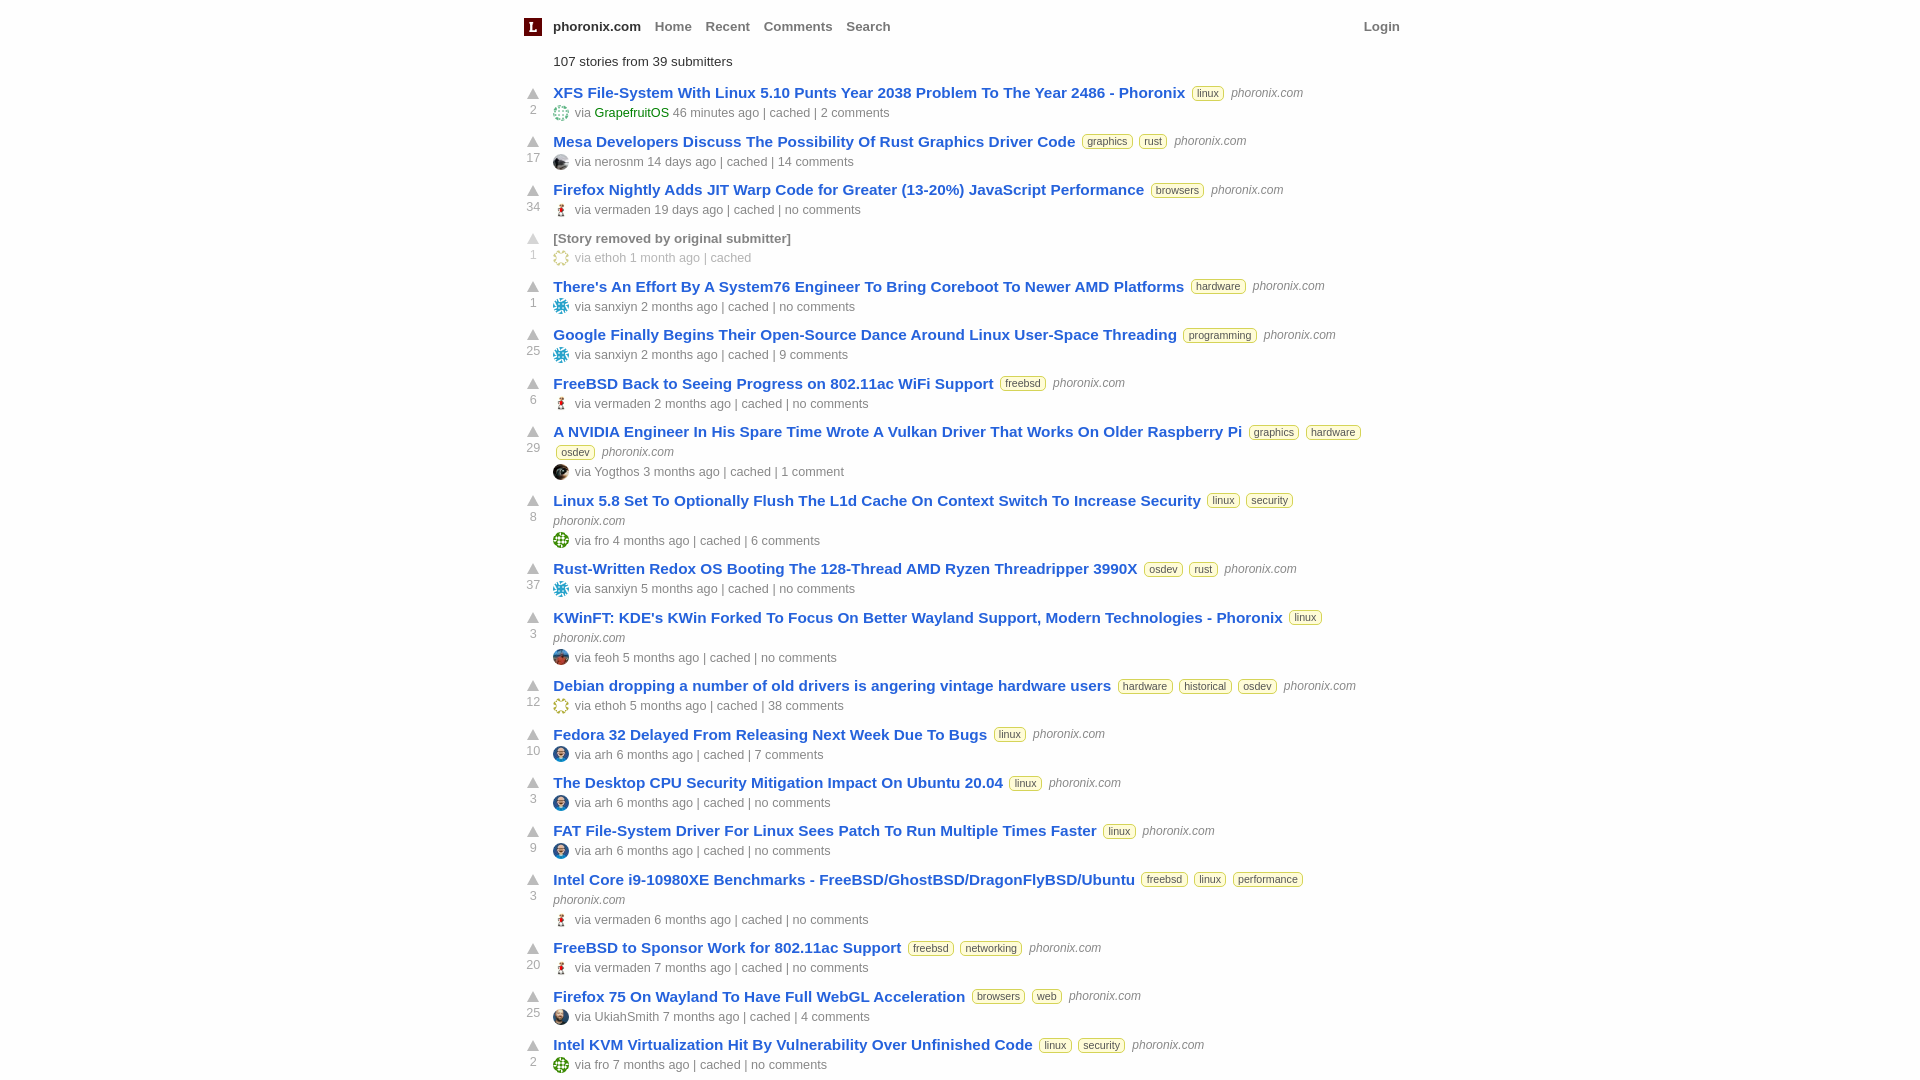 L phoronix.com Home Recent Comments Search Login
107 stories from 39 submitters
XFS File-System With Linux 5.10 Punts Year 2038 Problem To The Year 2486 - Phoronix linux phoronix.com
2 via GrapefruitOS 46 minutes ago | cached | 2 comments
Mesa Developers Discuss The Possibility Of Rust Graphics Driver Code graphics rust phoronix.com
17 via nerosnm 14 days ago | cached | 14 comments
Firefox Nightly Adds JIT Warp Code for Greater (13-20%) JavaScript Performance browsers phoronix.com
34 via vermaden 19 days ago | cached | no comments
[Story removed by original submitter]
1 via ethoh 1 month ago | cached
There's An Effort By A System76 Engineer To Bring Coreboot To Newer AMD Platforms hardware phoronix.com
1 via sanxiyn 2 months ago | cached | no comments
Google Finally Begins Their Open-Source Dance Around Linux User-Space Threading programming phoronix.com
25 via sanxiyn 2 months ago | cached | 9 comments
FreeBSD Back to Seeing Progress on 802.11ac WiFi Support freebsd phoronix.com
6 via vermaden 2 months ago | cached | no comments
A NVIDIA Engineer In His Spare Time Wrote A Vulkan Driver That Works On Older Raspberry Pi graphics hardware
29 osdev phoronix.com
via Yogthos 3 months ago | cached | 1 comment
Linux 5.8 Set To Optionally Flush The L1d Cache On Context Switch To Increase Security linux security
8 phoronix.com
via fro 4 months ago | cached | 6 comments
Rust-Written Redox OS Booting The 128-Thread AMD Ryzen Threadripper 3990X osdev rust phoronix.com
37 via sanxiyn 5 months ago | cached | no comments
KWinFT: KDE's KWin Forked To Focus On Better Wayland Support, Modern Technologies - Phoronix linux
3 phoronix.com
via feoh 5 months ago | cached | no comments
Debian dropping a number of old drivers is angering vintage hardware users hardware historical osdev phoronix.com
12 via ethoh 5 months ago | cached | 38 comments
Fedora 32 Delayed From Releasing Next Week Due To Bugs linux phoronix.com
10 via arh 6 months ago | cached | 7 comments
The Desktop CPU Security Mitigation Impact On Ubuntu 20.04 linux phoronix.com
3 via arh 6 months ago | cached | no comments
FAT File-System Driver For Linux Sees Patch To Run Multiple Times Faster linux phoronix.com
9 via arh 6 months ago | cached | no comments
Intel Core i9-10980XE Benchmarks - FreeBSD/GhostBSD/DragonFlyBSD/Ubuntu freebsd linux performance
3 phoronix.com
via vermaden 6 months ago | cached | no comments
FreeBSD to Sponsor Work for 802.11ac Support freebsd networking phoronix.com
20 via vermaden 7 months ago | cached | no comments
Firefox 75 On Wayland To Have Full WebGL Acceleration browsers web phoronix.com
25 via UkiahSmith 7 months ago | cached | 4 comments
Intel KVM Virtualization Hit By Vulnerability Over Unfinished Code linux security phoronix.com
2 via fro 7 months ago | cached | no comments